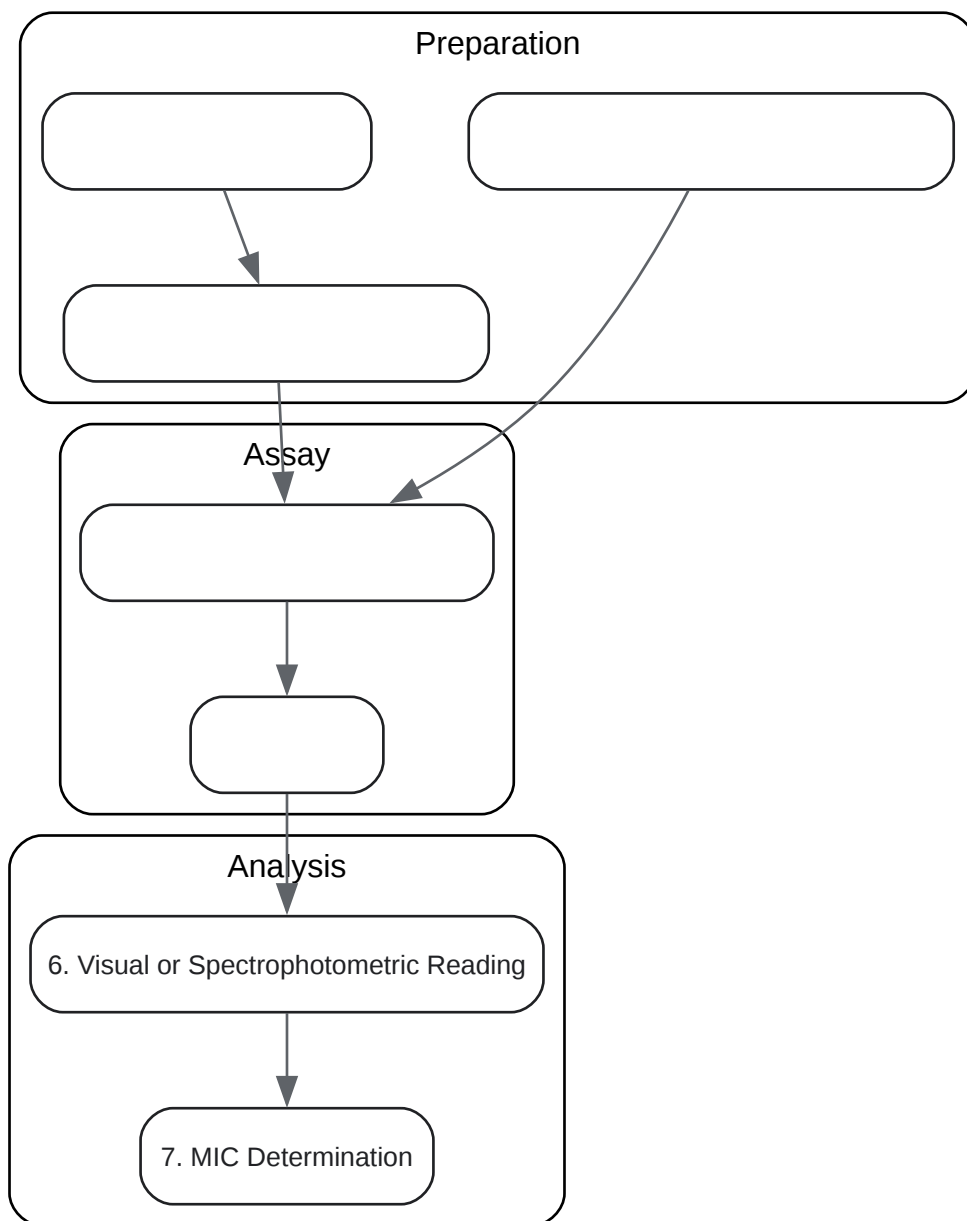 Preparation
Assay
Analysis
6. Visual or Spectrophotometric Reading
7. MIC Determination